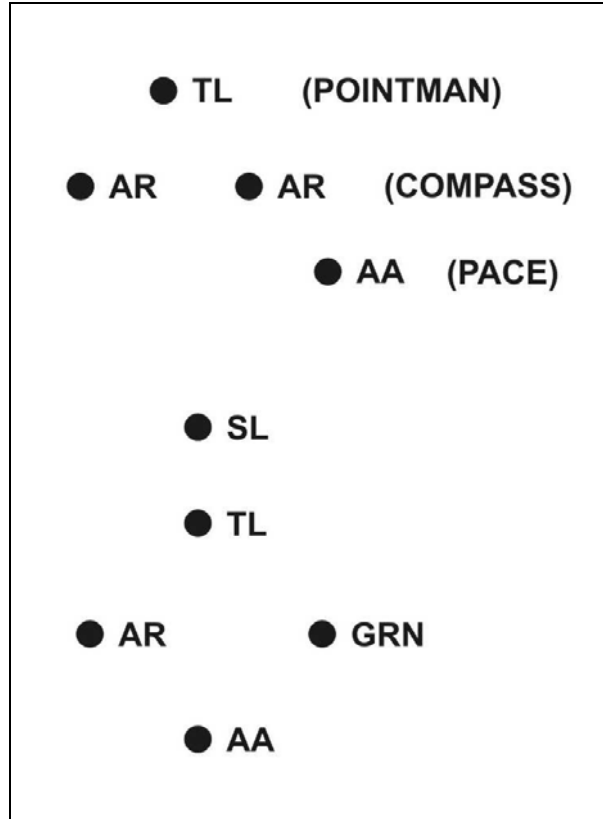 TL (POINTMAN)
AR AR (COMPASS)
AA (PACE)
SL
TL
AR GRN
AA